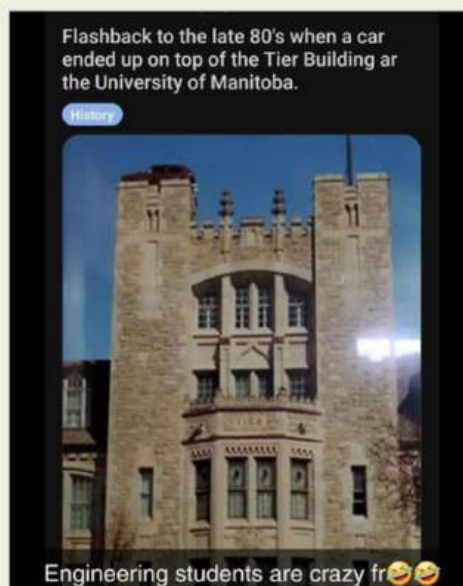 Flashback to the late 80's when a car
ended up on top of the Tier Building ar
the University of Manitoba.
History
TIER
Engineering students are crazy fr🤣🤣